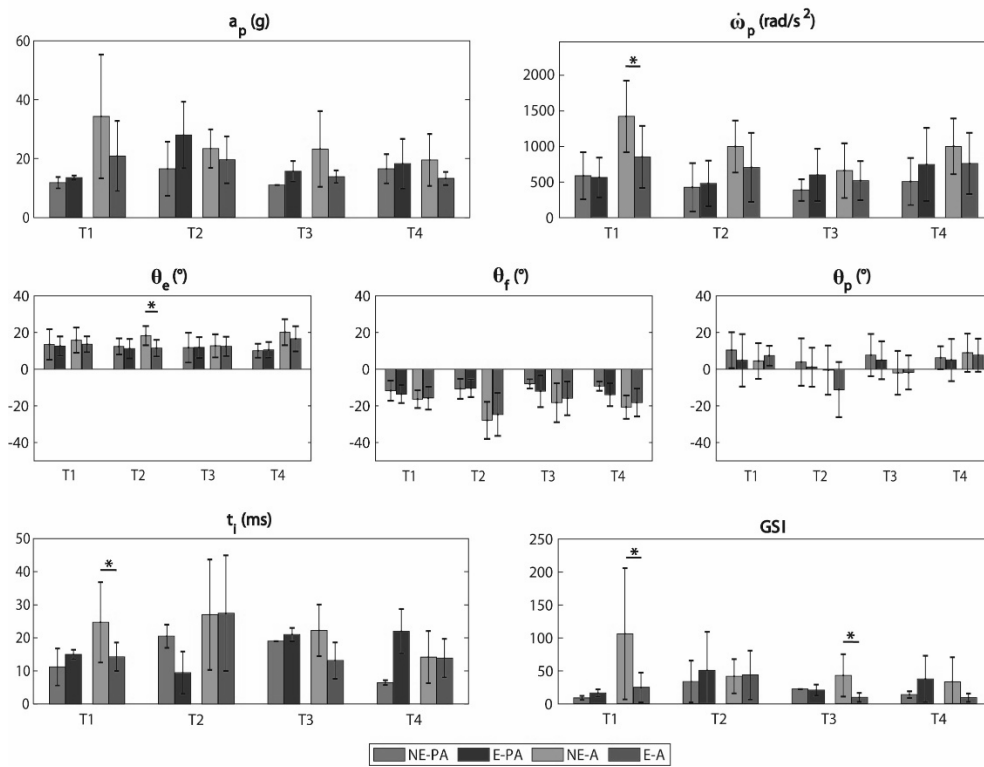 a_p (g)
60
40
20
0
T1 T2 T3 T4
ω̇_p (rad/s²)
2000
1500
1000
500
0
*
T1 T2 T3 T4
θ_e (°)
40
20
0
-20
-40
*
T1 T2 T3 T4
θ_f (°)
40
20
0
-20
-40
T1 T2 T3 T4
θ_p (°)
40
20
0
-20
-40
T1 T2 T3 T4
t_i (ms)
50
40
30
20
10
0
*
T1 T2 T3 T4
GSI
250
200
150
100
50
0
*
*
T1 T2 T3 T4
NE-PA E-PA NE-A E-A